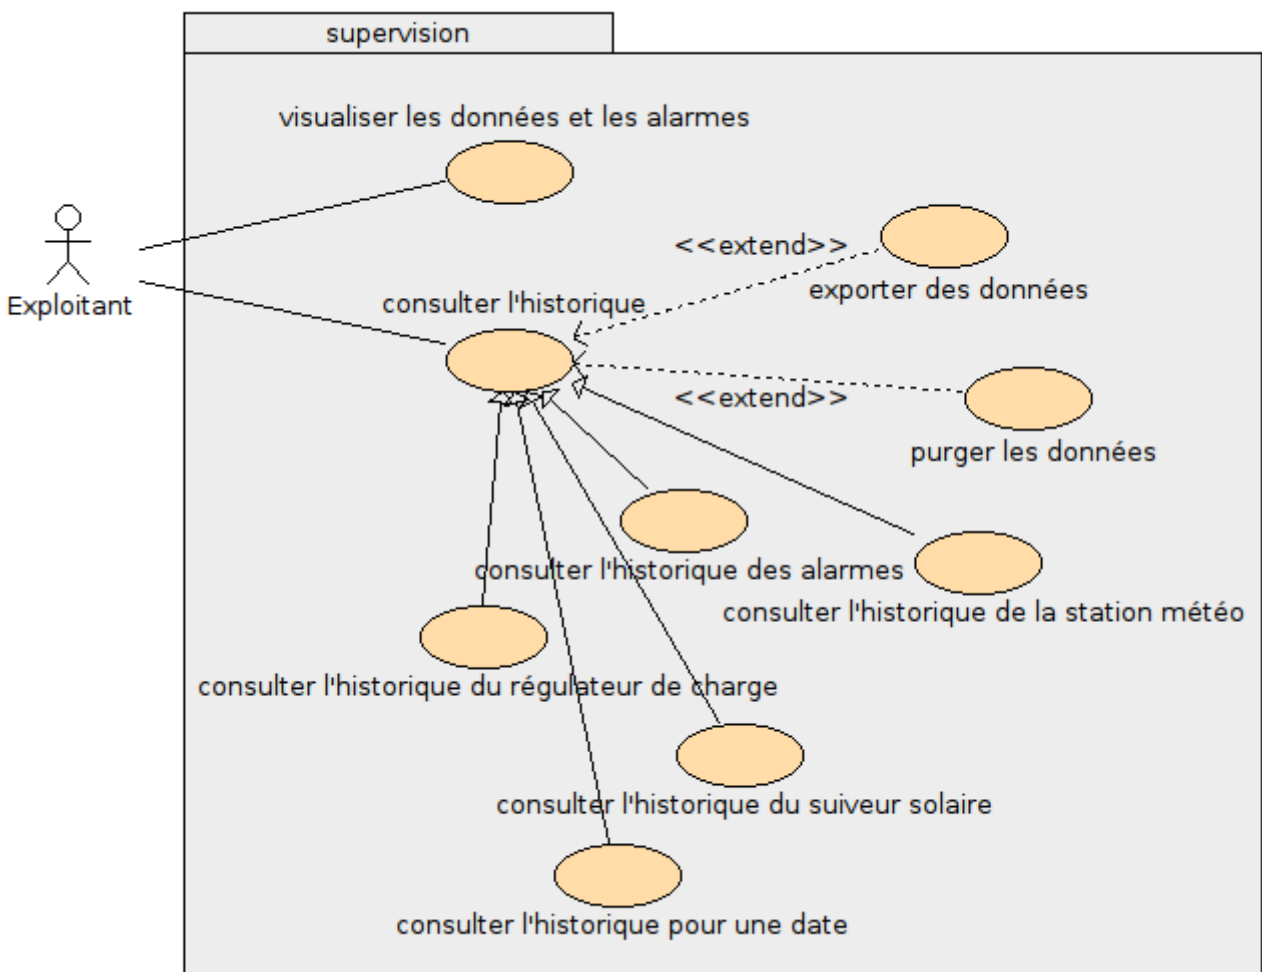 supervision
visualiser les données et les alarmes
<<extend>>
exporter des données
consulter l'historique
Exploitant
<<extend>>
purger les données
consulter l'historique des alarmes
consulter l'historique de la station météo
consulter l'historique du régulateur de charge
consulter l'historique du suiveur solaire
consulter l'historique pour une date